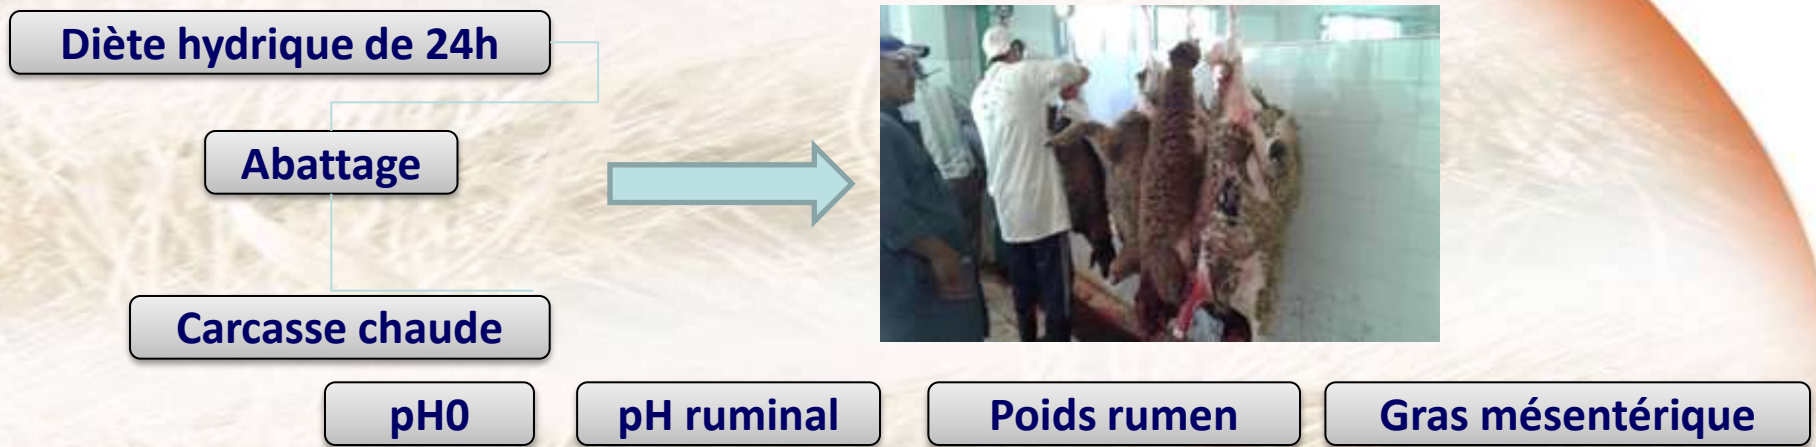 Diète hydrique de 24h
Abattage
Carcasse chaude
pH0
pH ruminal
Poids rumen
Gras mésentérique